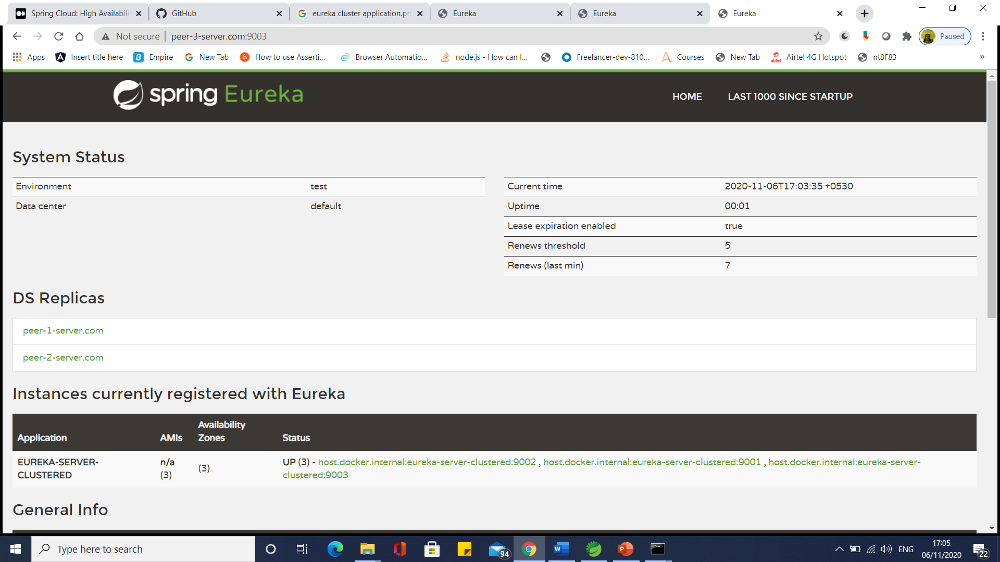 Spring Cloud: High Availabili
GitHub
eureka cluster application.pr
Eureka
Eureka
Eureka
Not secure
peer-3-server.com:9003
Paused
Apps
Insert title here
Empire
New Tab
How to use Asserti...
Browser Automatio...
node.js - How can I...
Freelancer-dev-810...
Courses
New Tab
airtel
Airtel 4G Hotspot
nt8F83
»
spring Eureka
HOME
LAST 1000 SINCE STARTUP
System Status
Environment test
Data center default
Current time 2020-11-06T17:03:35 +0530
Uptime 00:01
Lease expiration enabled true
Renews threshold 5
Renews (last min) 7
DS Replicas
peer-1-server.com
peer-2-server.com
Instances currently registered with Eureka
Application AMIs Availability Zones Status
EUREKA-SERVER-CLUSTERED n/a (3) (3) UP (3) - host.docker.internal:eureka-server-clustered:9002 , host.docker.internal:eureka-server-clustered:9001 , host.docker.internal:eureka-server-
clustered:9003
General Info
Type here to search
94
ENG
17:05
06/11/2020
22